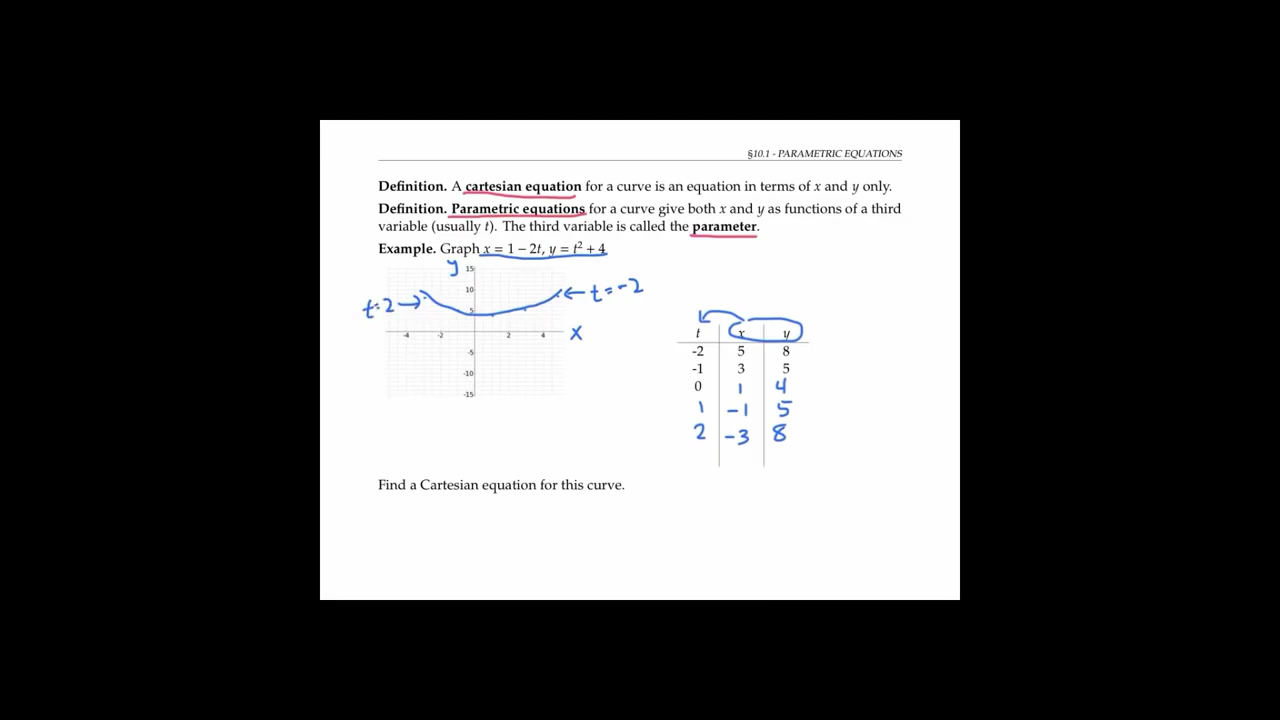 §10.1 - PARAMETRIC EQUATIONS
Definition. A cartesian equation for a curve is an equation in terms of x and y only.
Definition. Parametric equations for a curve give both x and y as functions of a third
variable (usually t). The third variable is called the parameter.
Example. Graph x = 1 − 2t, y = t² + 4
y 15
10
t=2 → ← t=-2
5
-4 -2 2 4 x
-5
-10
-15
t x y
-2 5 8
-1 3 5
0 1 4
1 -1 5
2 -3 8
Find a Cartesian equation for this curve.